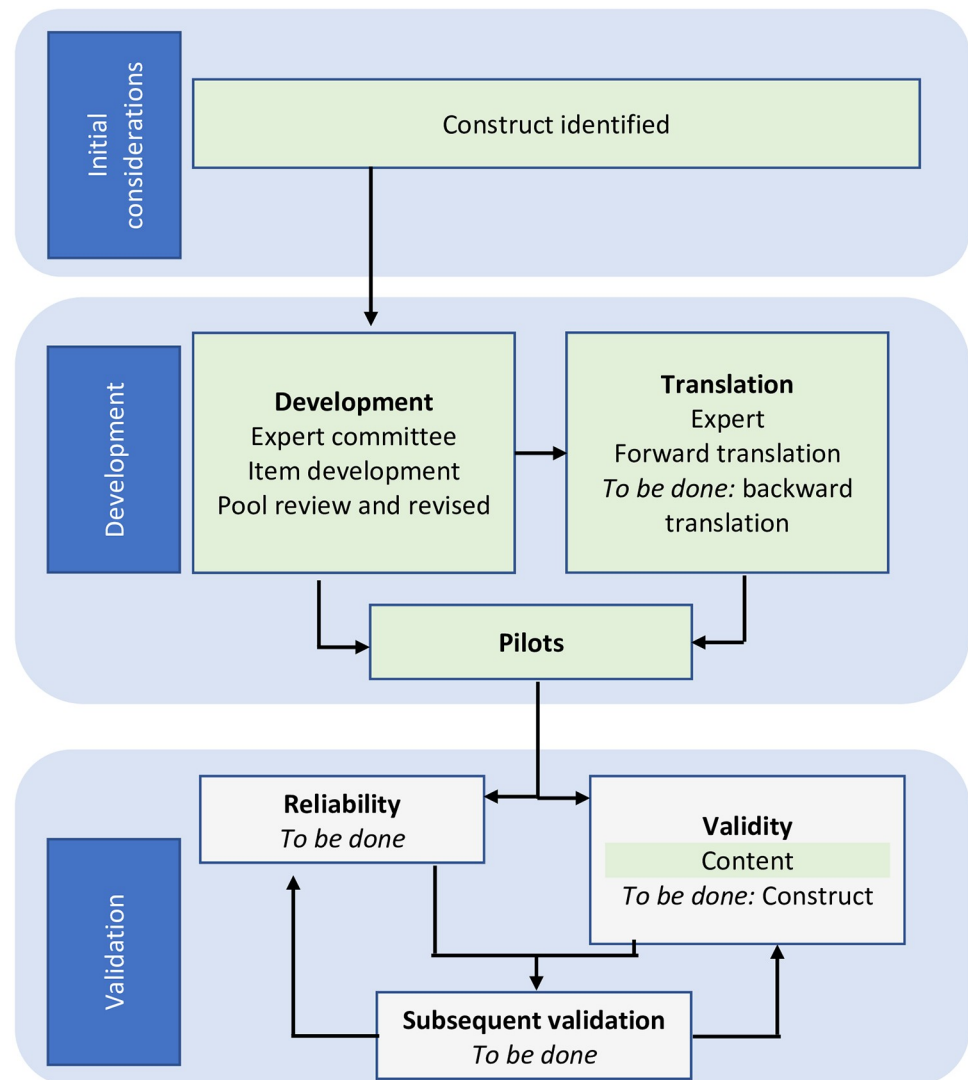 Initial
considerations
Construct identified
Development
Development
Expert committee
Item development
Pool review and revised
Translation
Expert
Forward translation
To be done: backward
translation
Pilots
Validation
Reliability
To be done
Validity
Content
To be done: Construct
Subsequent validation
To be done